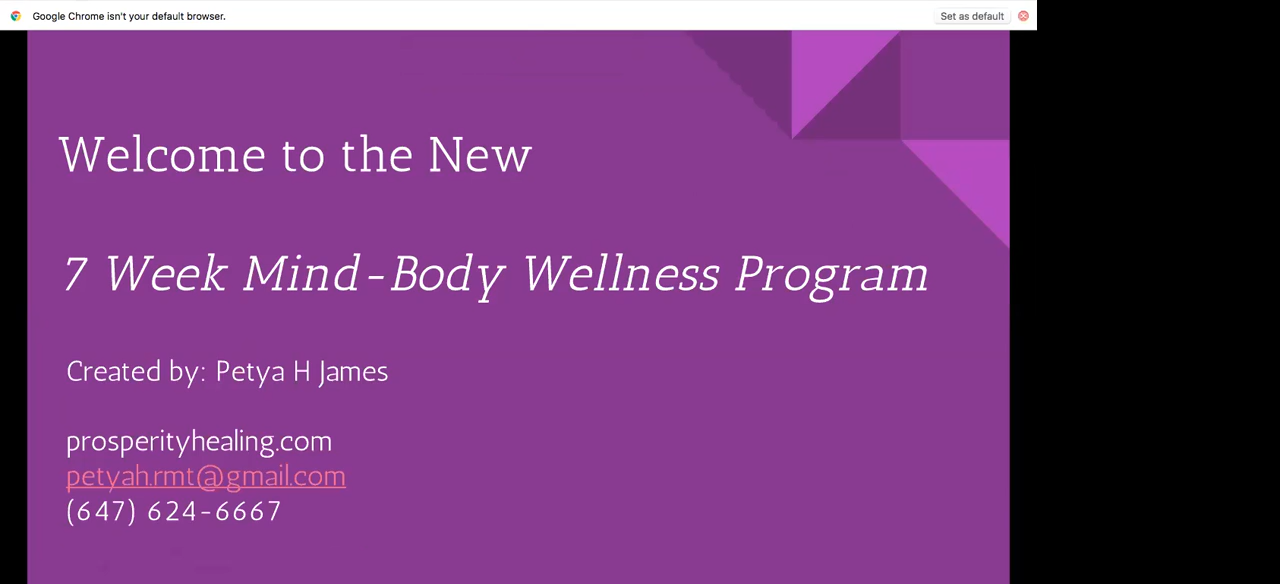 Google Chrome isn't your default browser.
Set as default
Welcome to the New
7 Week Mind-Body Wellness Program
Created by: Petya H James
prosperityhealing.com
petyah.rmt@gmail.com
(647) 624-6667